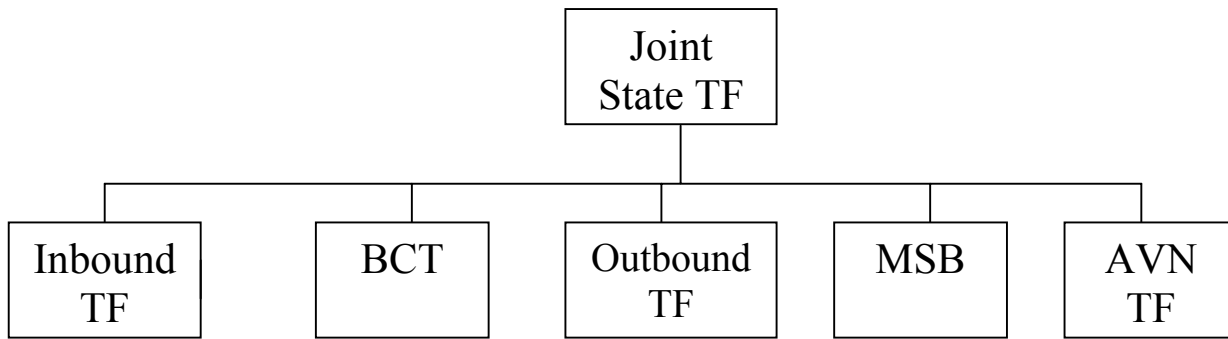 Joint
State TF
Inbound
TF
BCT
Outbound
TF
MSB
AVN
TF